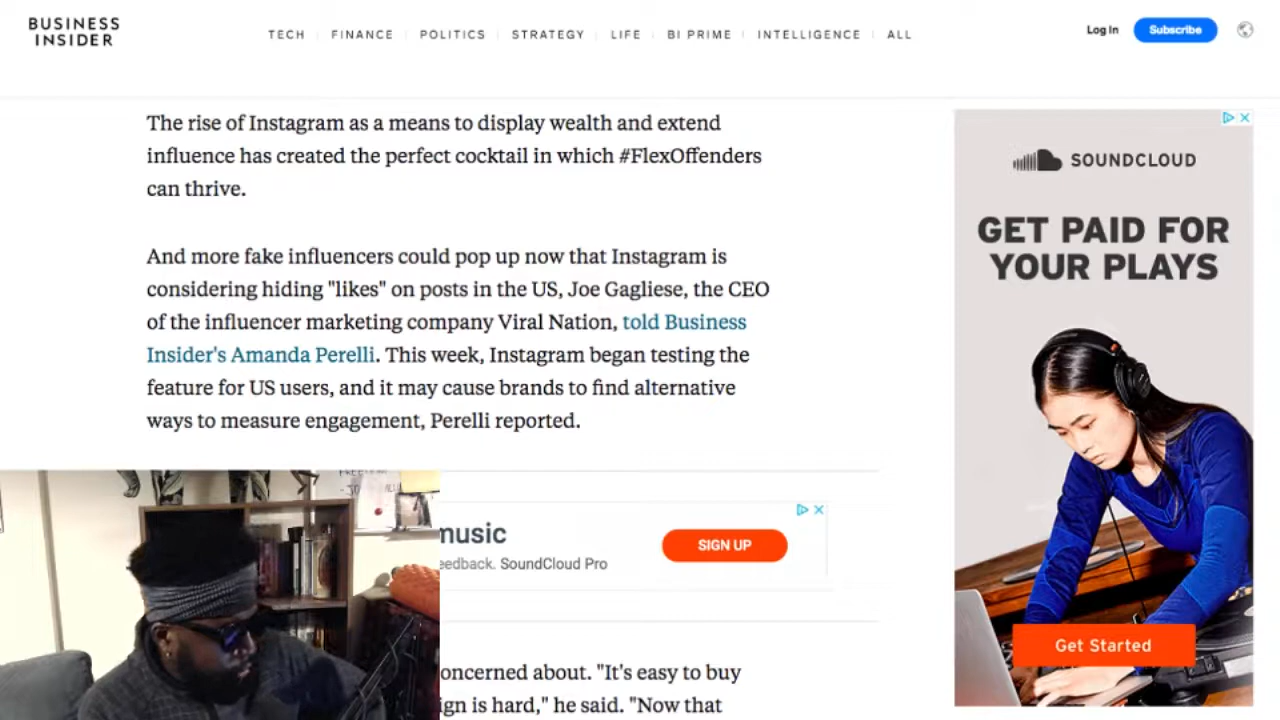 BUSINESS
INSIDER
TECH
FINANCE
POLITICS
STRATEGY
LIFE
BI PRIME
INTELLIGENCE
ALL
Log In
Subscribe
The rise of Instagram as a means to display wealth and extend
influence has created the perfect cocktail in which #FlexOffenders
can thrive.
And more fake influencers could pop up now that Instagram is
considering hiding "likes" on posts in the US, Joe Gagliese, the CEO
of the influencer marketing company Viral Nation, told Business
Insider's Amanda Perelli. This week, Instagram began testing the
feature for US users, and it may cause brands to find alternative
ways to measure engagement, Perelli reported.
SOUNDCLOUD
GET PAID FOR
YOUR PLAYS
Get Started
music
eedback. SoundCloud Pro
SIGN UP
oncerned about. "It's easy to buy
ign is hard," he said. "Now that